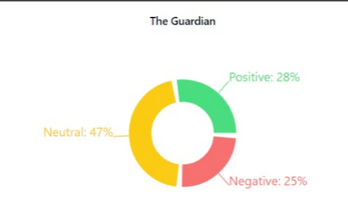 The Guardian
Positive: 28%
Neutral: 47%
Negative: 25%